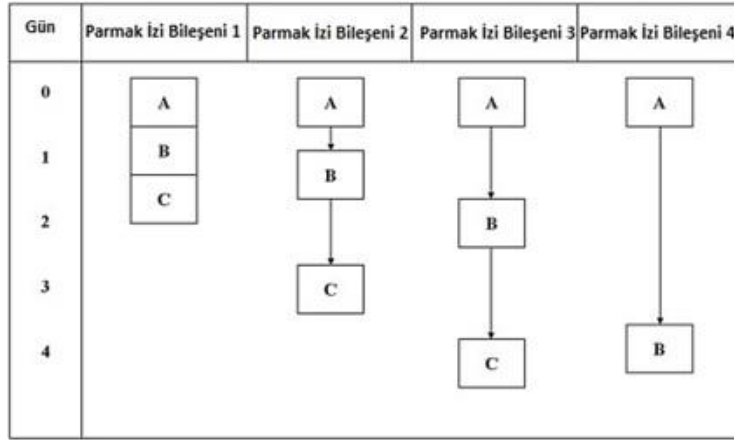 Gün Parmak İzi Bileşeni 1 Parmak İzi Bileşeni 2 Parmak İzi Bileşeni 3 Parmak İzi Bileşeni 4
0 A A A A
1 B B
C
2 B
3 C
4 C B